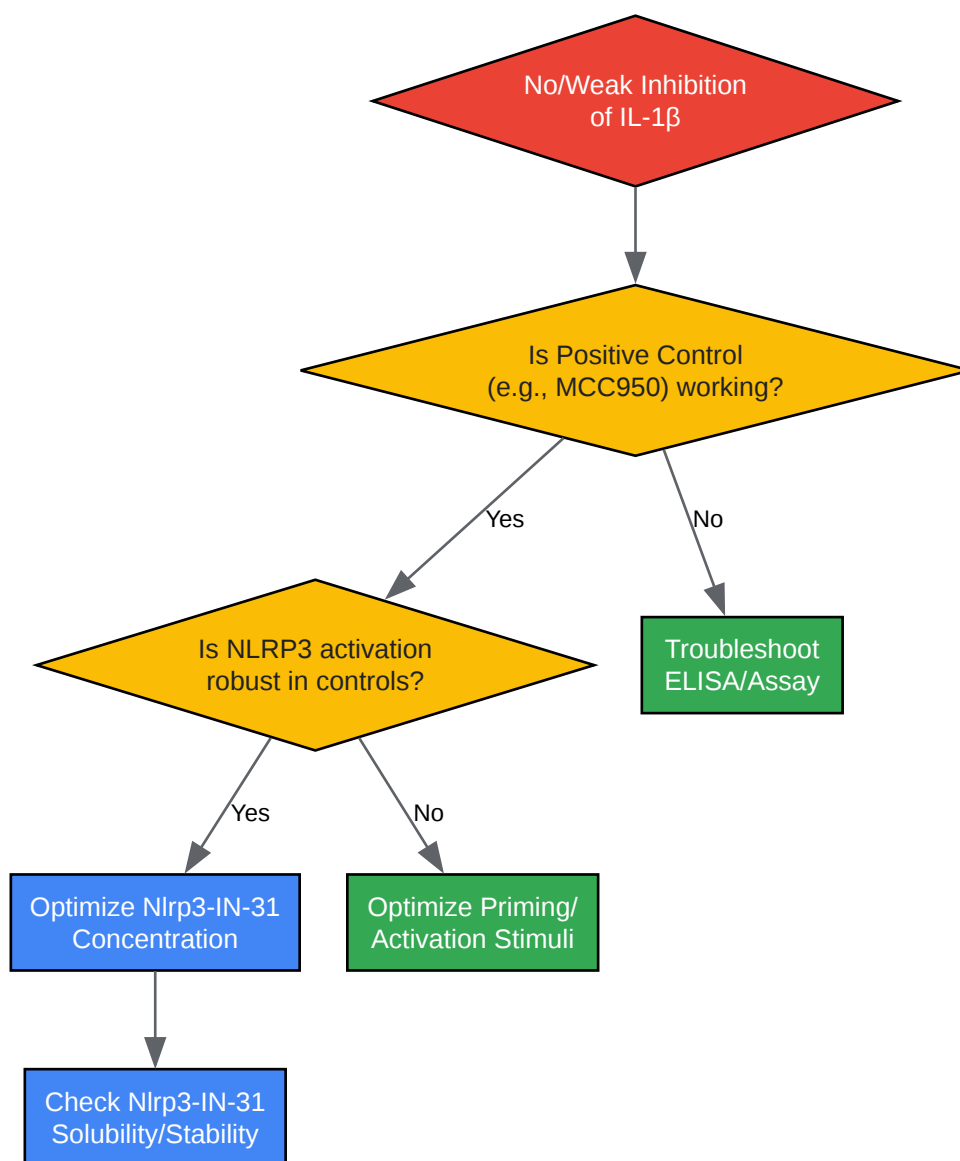 No/Weak Inhibition
of IL-1β
Is Positive Control
(e.g., MCC950) working?
Yes
No
Is NLRP3 activation
robust in controls?
Troubleshoot
ELISA/Assay
Yes
No
Optimize Nlrp3-IN-31
Concentration
Optimize Priming/
Activation Stimuli
Check Nlrp3-IN-31
Solubility/Stability